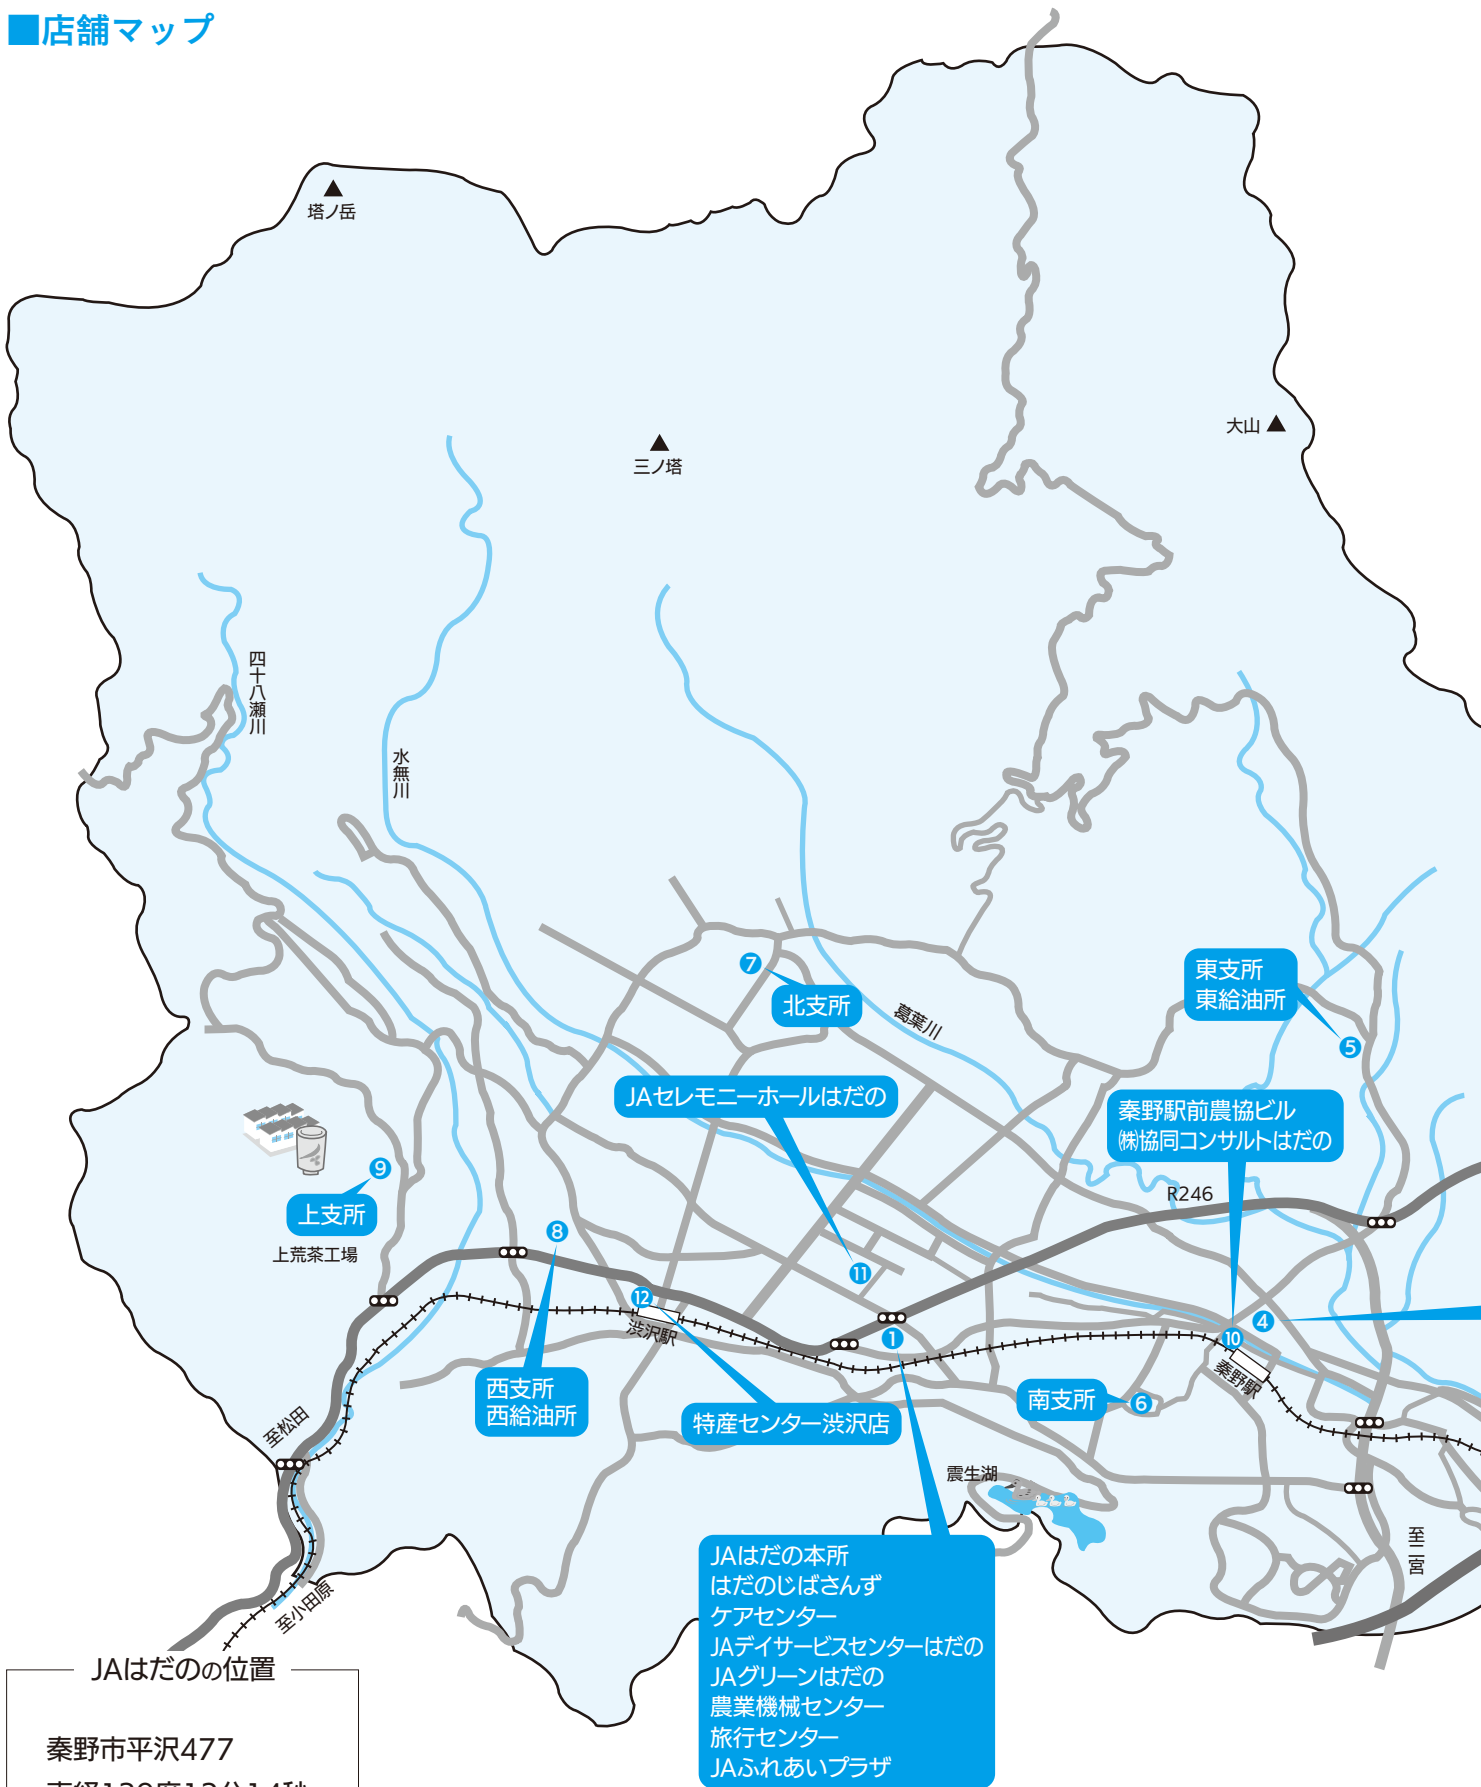 ■店舗マップ
塔ノ岳
三ノ塔
大山
四十八瀬川
水無川
葛葉川
7
北支所
東支所
東給油所
5
JAセレモニーホールはだの
秦野駅前農協ビル
㈱協同コンサルトはだの
R246
9
上支所
上荒茶工場
8
11
12
渋沢駅
1
10
4
秦野駅
西支所
西給油所
特産センター渋沢店
南支所
6
至松田
震生湖
至二宮
至小田原
JAはだの本所
はだのじばさんず
ケアセンター
JAデイサービスセンターはだの
JAグリーンはだの
農業機械センター
旅行センター
JAふれあいプラザ
JAはだのの位置
秦野市平沢477